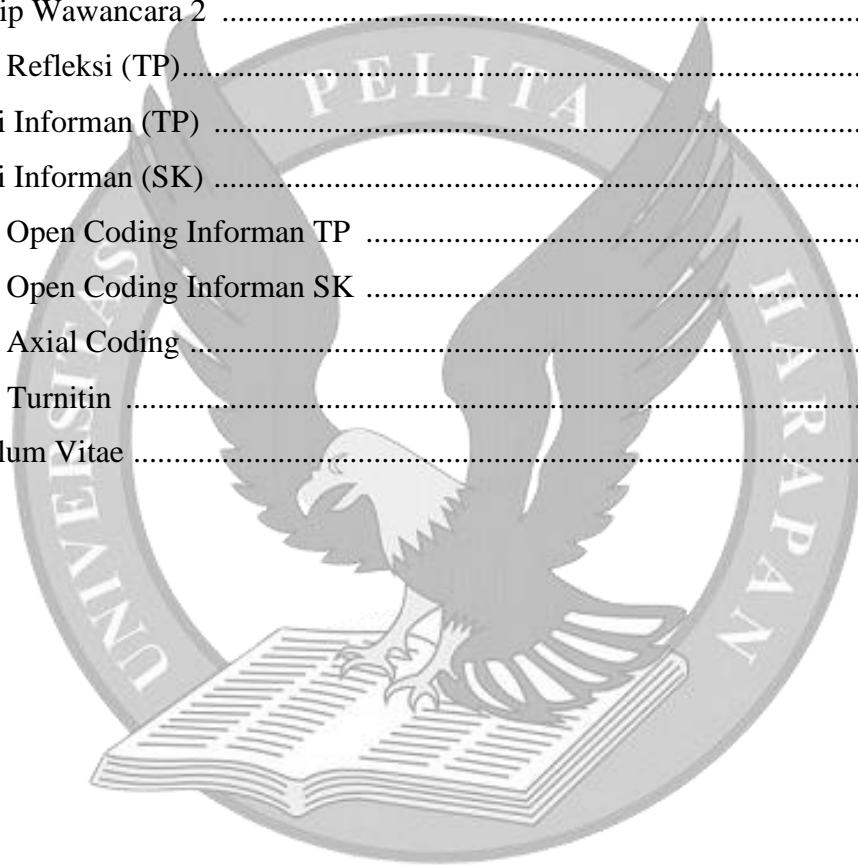 ip Wawancara 2 ........................................................................
Refleksi (TP)........................................................................
i Informan (TP) ........................................................................
i Informan (SK) ........................................................................
Open Coding Informan TP ........................................................................
Open Coding Informan SK ........................................................................
Axial Coding ........................................................................
Turnitin ........................................................................
lum Vitae ........................................................................
UNIVERSITAS PELITA HARAPAN